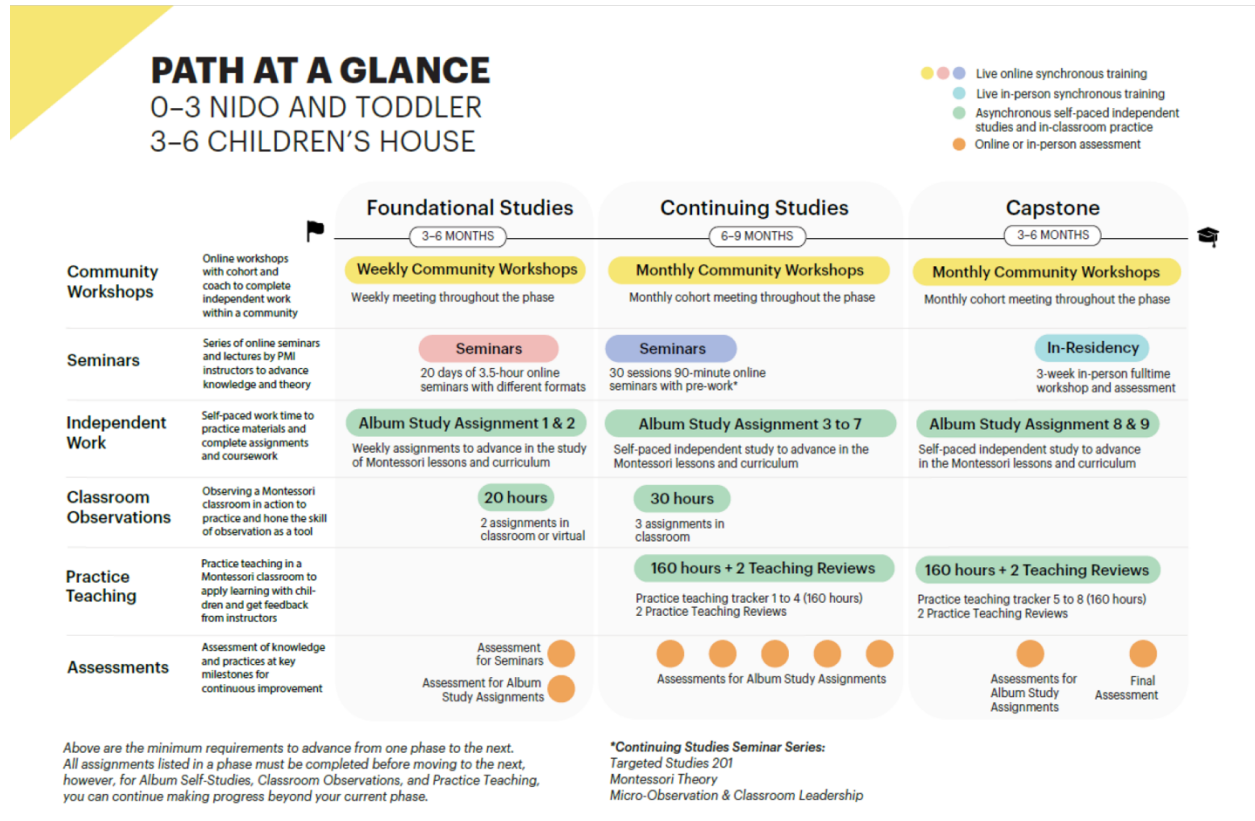 PATH AT A GLANCE
0–3 NIDO AND TODDLER
3–6 CHILDREN'S HOUSE
Live online synchronous training
Live in-person synchronous training
Asynchronous self-paced independent
studies and in-classroom practice
Online or in-person assessment
Foundational Studies
3–6 MONTHS
Continuing Studies
6–9 MONTHS
Capstone
3–6 MONTHS
Community
Workshops
Online workshops
with cohort and
coach to complete
independent work
within a community
Weekly Community Workshops
Weekly meeting throughout the phase
Monthly Community Workshops
Monthly cohort meeting throughout the phase
Monthly Community Workshops
Monthly cohort meeting throughout the phase
Seminars
Series of online seminars
and lectures by PMI
instructors to advance
knowledge and theory
Seminars
20 days of 3.5-hour online
seminars with different formats
Seminars
30 sessions 90-minute online
seminars with pre-work*
In-Residency
3-week in-person fulltime
workshop and assessment
Independent
Work
Self-paced work time to
practice materials and
complete assignments
and coursework
Album Study Assignment 1 & 2
Weekly assignments to advance in the study
of Montessori lessons and curriculum
Album Study Assignment 3 to 7
Self-paced independent study to advance in the
Montessori lessons and curriculum
Album Study Assignment 8 & 9
Self-paced independent study to advance
in the Montessori lessons and curriculum
Classroom
Observations
Observing a Montessori
classroom in action to
practice and hone the skill
of observation as a tool
20 hours
2 assignments in
classroom or virtual
30 hours
3 assignments in
classroom
Practice
Teaching
Practice teaching in a
Montessori classroom to
apply learning with chil-
dren and get feedback
from instructors
160 hours + 2 Teaching Reviews
Practice teaching tracker 1 to 4 (160 hours)
2 Practice Teaching Reviews
160 hours + 2 Teaching Reviews
Practice teaching tracker 5 to 8 (160 hours)
2 Practice Teaching Reviews
Assessments
Assessment of knowledge
and practices at key
milestones for
continuous improvement
Assessment
for Seminars
Assessment for Album
Study Assignments
Assessments for Album Study Assignments
Assessments for
Album Study
Assignments
Final
Assessment
Above are the minimum requirements to advance from one phase to the next.
All assignments listed in a phase must be completed before moving to the next,
however, for Album Self-Studies, Classroom Observations, and Practice Teaching,
you can continue making progress beyond your current phase.
*Continuing Studies Seminar Series:
Targeted Studies 201
Montessori Theory
Micro-Observation & Classroom Leadership